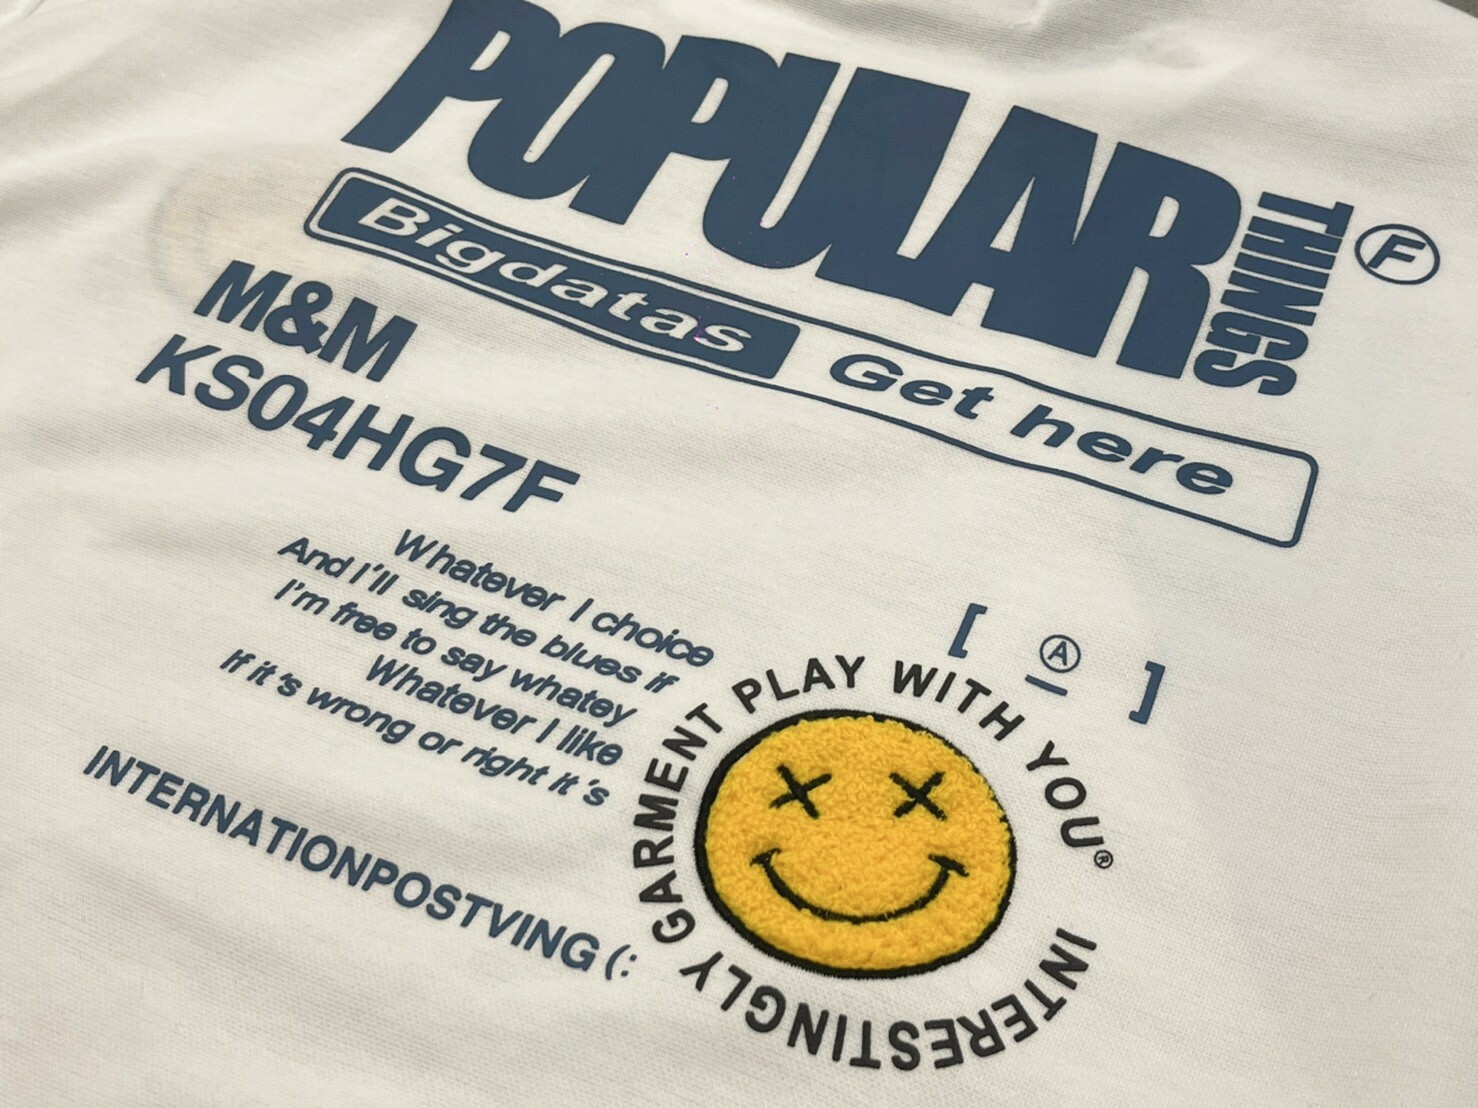 POPULAR
THINGS
F
Bigdatas Get here
M&M
KS04HG7F
Whatever I choice
And I'll sing the blues if
I'm free to say whatey
Whatever I like
If it's wrong or right it's
INTERNATIONPOSTVING (:
[ A ]
INTERESTINGLY GARMENT PLAY WITH YOU®